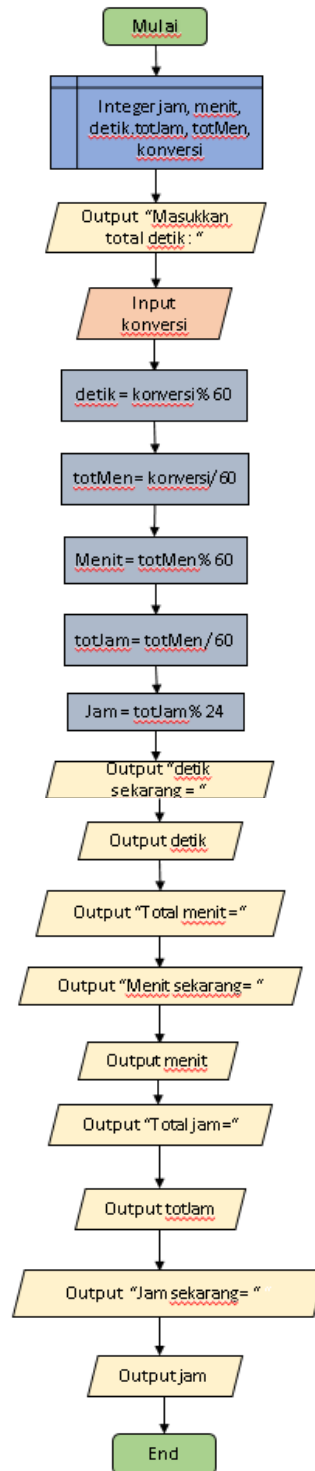 Mulai
Integer jam, menit,
detik,totJam, totMen,
konversi
Output “Masukkan
total detik: “
Input
konversi
detik = konversi% 60
totMen= konversi/60
Menit= totMen% 60
totJam= totMen/60
Jam= totJam% 24
Output “detik
sekarang = “
Output detik
Output “Total menit=“
Output “Menit sekarang= “
Output menit
Output “Total jam=“
Output totJam
Output “Jam sekarang= “
Output jam
End